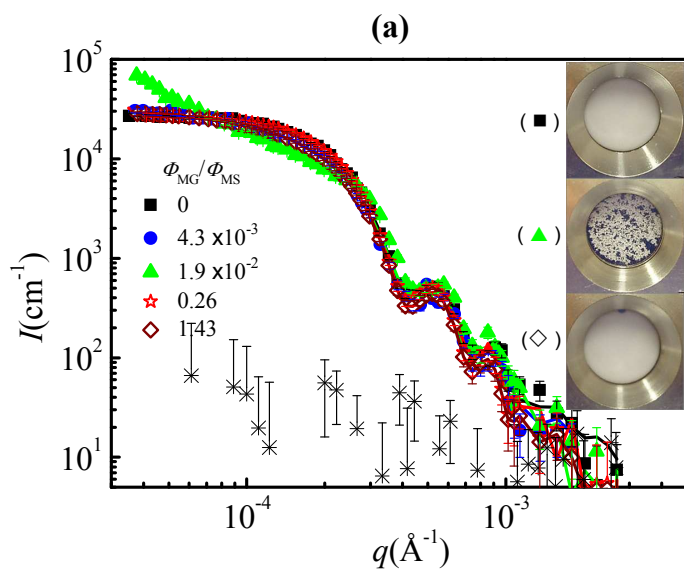 (a)
10^5
10^4
10^3
10^2
10^1
I(cm^-1)
Φ_MG/Φ_MS
0
4.3 x10^-3
1.9 x10^-2
0.26
1.43
( )
( )
( )
10^-4
10^-3
q(Å^-1)